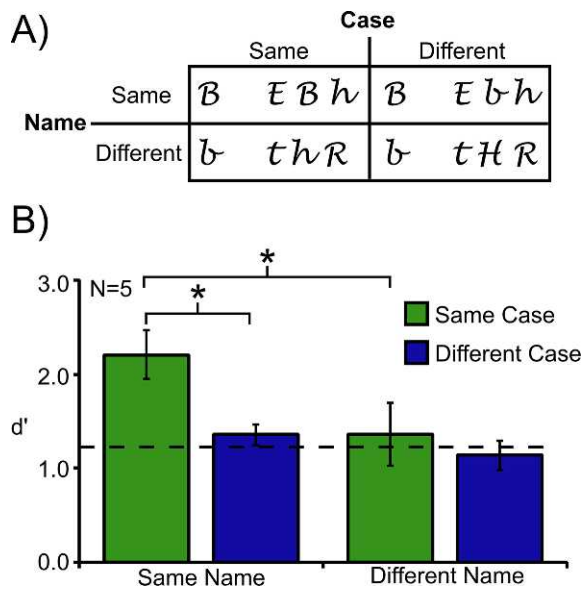 A)
Case
Same Different
Same B E B h B E b h
Name
Different b t h R b t H R
B)
3.0 N=5 * *
Same Case
Different Case
2.0
d'
1.0
0.0
Same Name Different Name